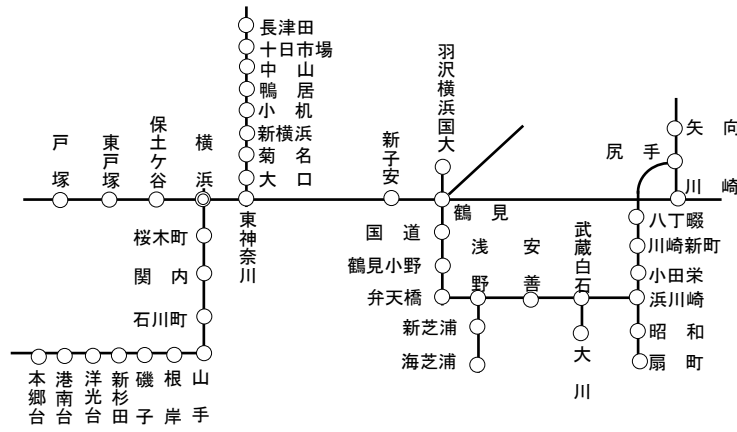 長津田
十日市場
中山
鴨居
小机
新横浜
菊名
大口
東神奈川
戸塚
東戸塚
保土ケ谷
横浜
新子安
羽沢横浜国大
鶴見
矢向
尻手
川崎
八丁畷
川崎新町
小田栄
浜川崎
昭和
扇町
国道
鶴見小野
弁天橋
浅野
安善
武蔵白石
大川
新芝浦
海芝浦
桜木町
関内
石川町
山手
根岸
磯子
新杉田
洋光台
港南台
本郷台